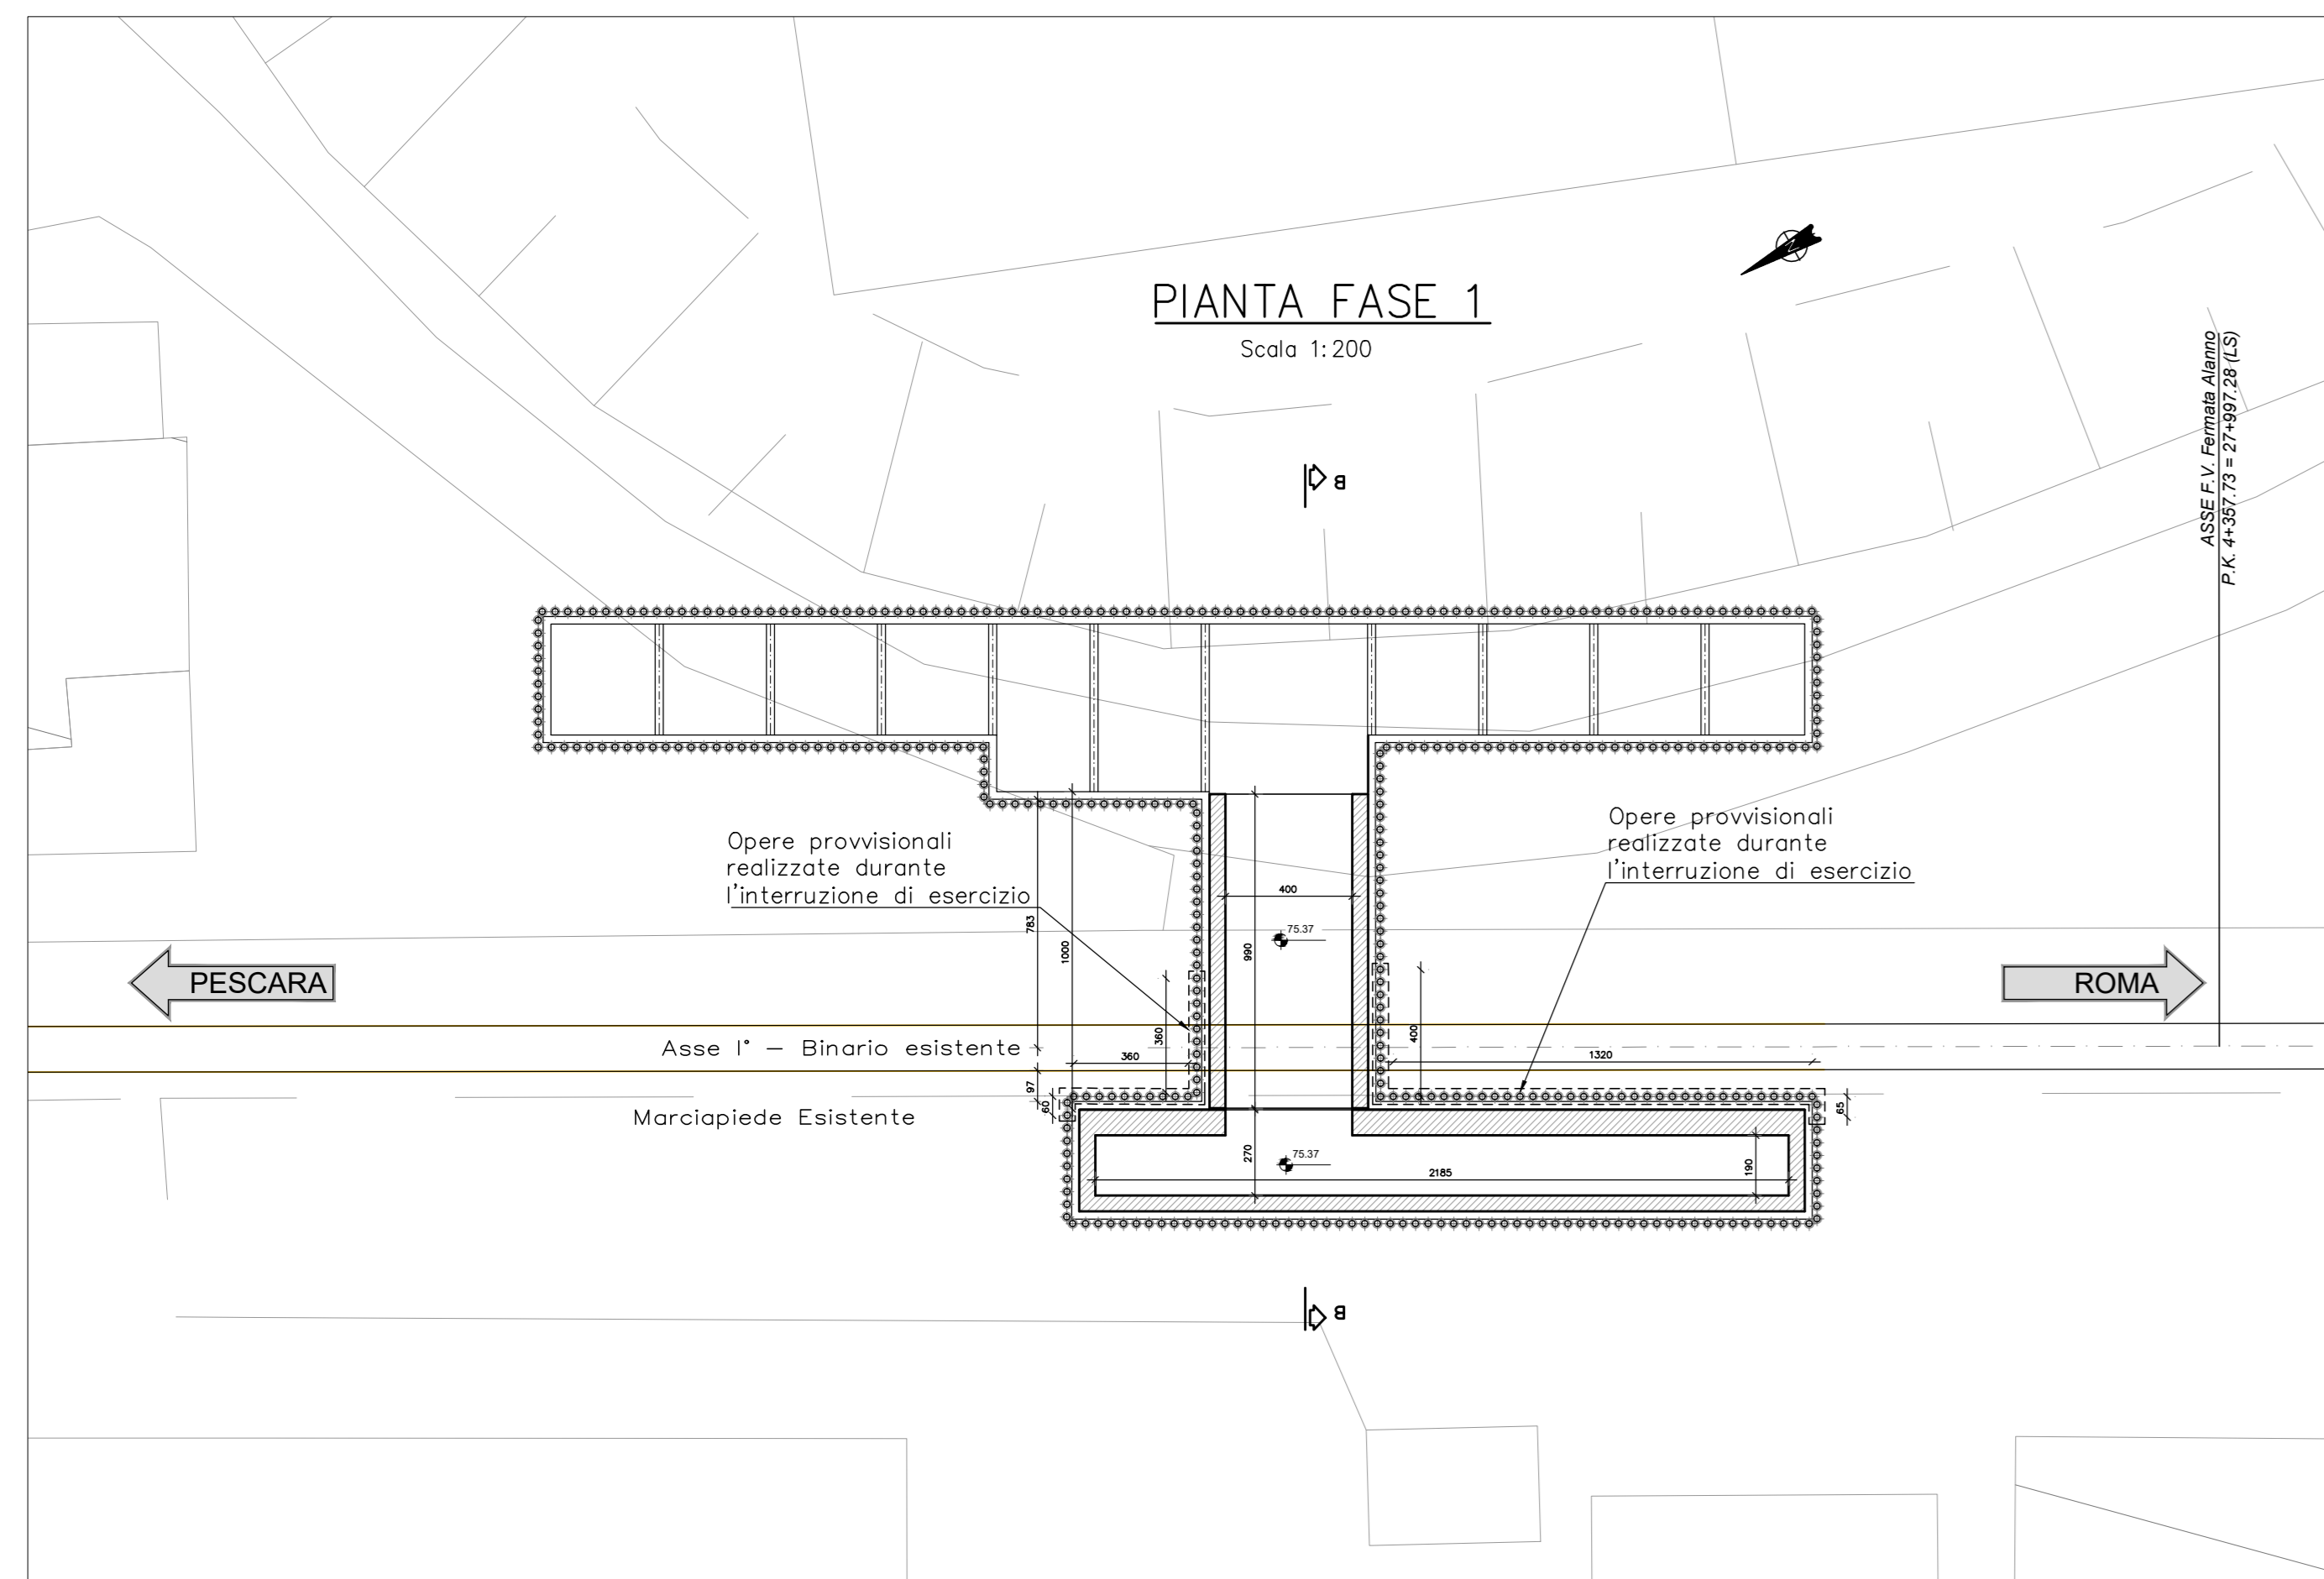 PIANTA FASE 1
Scala 1:200
ASSE F.V. Fermata Alanno
P.K. 4+357.73 = 27+997.28 (LS)
B
Opere provvisionali
realizzate durante
l'interruzione di esercizio
Opere provvisionali
realizzate durante
l'interruzione di esercizio
400
783
1000
990
75.37
PESCARA
ROMA
360
400
Asse I° – Binario esistente
360
1320
97
60
65
Marciapiede Esistente
270
75.37
2185
190
B